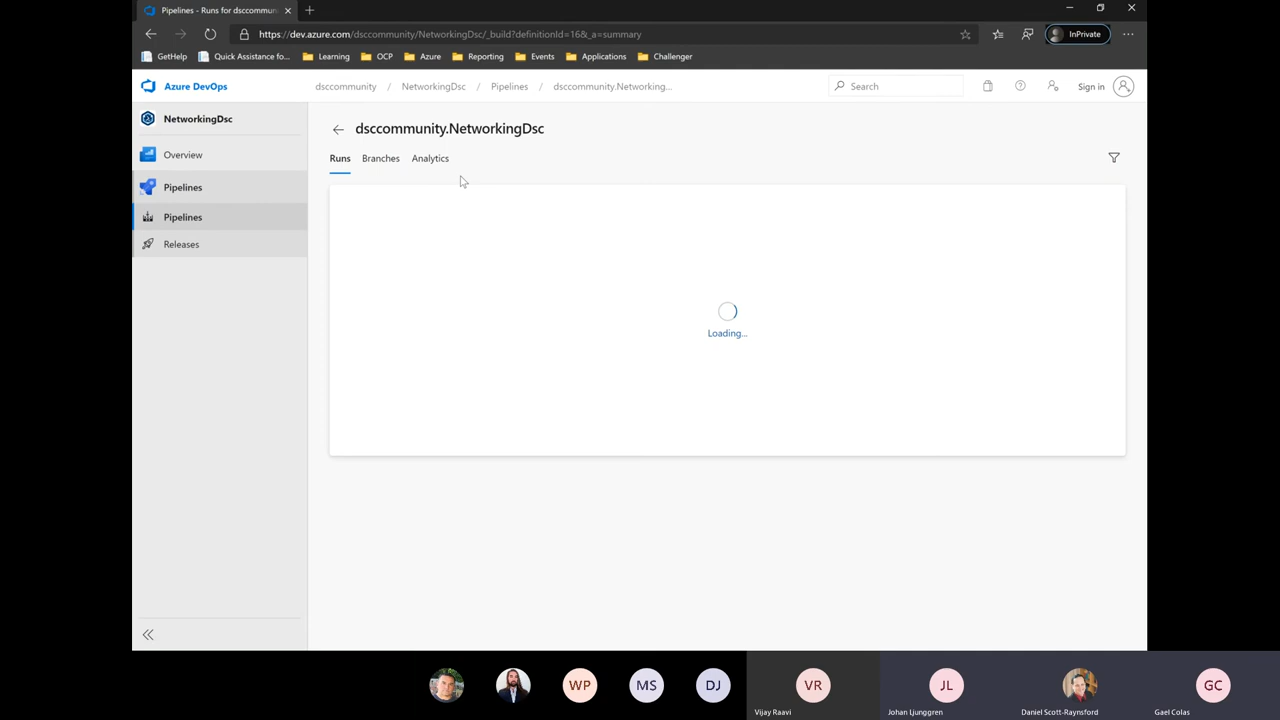 Pipelines - Runs for dsccommun
https://dev.azure.com/dsccommunity/NetworkingDsc/_build?definitionId=16&_a=summary
InPrivate
GetHelp
Quick Assistance fo...
Learning
OCP
Azure
Reporting
Events
Applications
Challenger
Azure DevOps
dsccommunity / NetworkingDsc / Pipelines / dsccommunity.Networking...
Search
Sign in
NetworkingDsc
Overview
Pipelines
Pipelines
Releases
dsccommunity.NetworkingDsc
Runs
Branches
Analytics
Loading...
WP
MS
DJ
VR
JL
GC
Vijay Raavi
Johan Ljunggren
Daniel Scott-Raynsford
Gael Colas